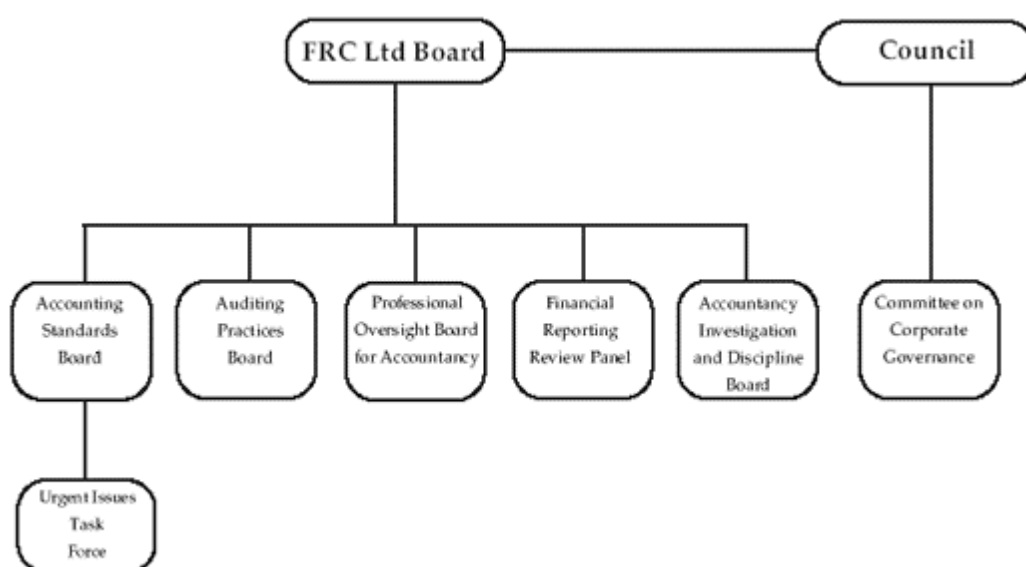 FRC Ltd Board
Council
Accounting
Standards
Board
Auditing
Practices
Board
Professional
Oversight Board
for Accountancy
Financial
Reporting
Review Panel
Accountancy
Investigation
and Discipline
Board
Committee on
Corporate
Governance
Urgent Issues
Task
Force